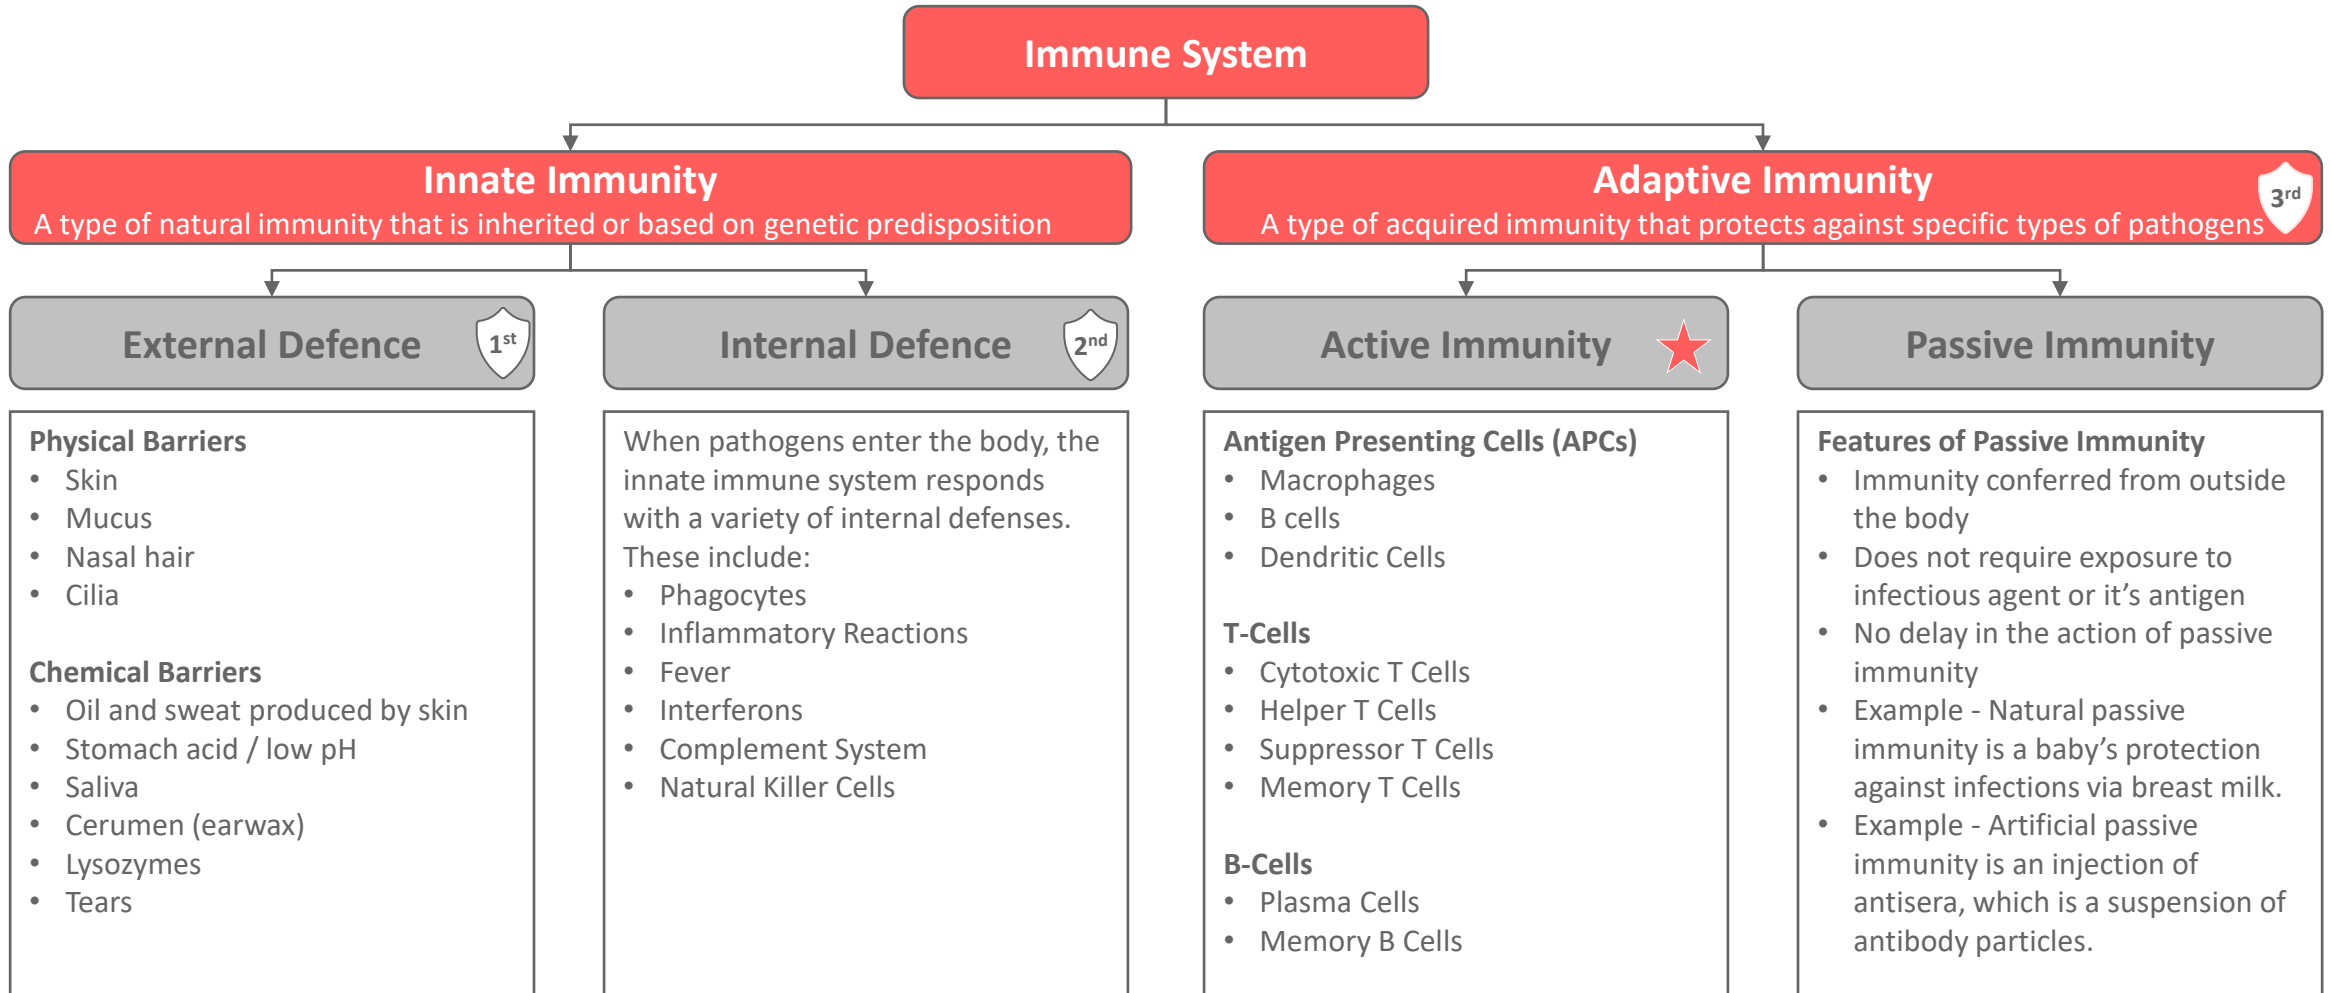 Immune System
Innate Immunity
A type of natural immunity that is inherited or based on genetic predisposition
Adaptive Immunity
A type of acquired immunity that protects against specific types of pathogens
3rd
External Defence
1st
Internal Defence
2nd
Active Immunity
Passive Immunity
Physical Barriers
• Skin
• Mucus
• Nasal hair
• Cilia
Chemical Barriers
• Oil and sweat produced by skin
• Stomach acid / low pH
• Saliva
• Cerumen (earwax)
• Lysozymes
• Tears
When pathogens enter the body, the
innate immune system responds
with a variety of internal defenses.
These include:
• Phagocytes
• Inflammatory Reactions
• Fever
• Interferons
• Complement System
• Natural Killer Cells
Antigen Presenting Cells (APCs)
• Macrophages
• B cells
• Dendritic Cells
T-Cells
• Cytotoxic T Cells
• Helper T Cells
• Suppressor T Cells
• Memory T Cells
B-Cells
• Plasma Cells
• Memory B Cells
Features of Passive Immunity
• Immunity conferred from outside
the body
• Does not require exposure to
infectious agent or it’s antigen
• No delay in the action of passive
immunity
• Example - Natural passive
immunity is a baby’s protection
against infections via breast milk.
• Example - Artificial passive
immunity is an injection of
antisera, which is a suspension of
antibody particles.